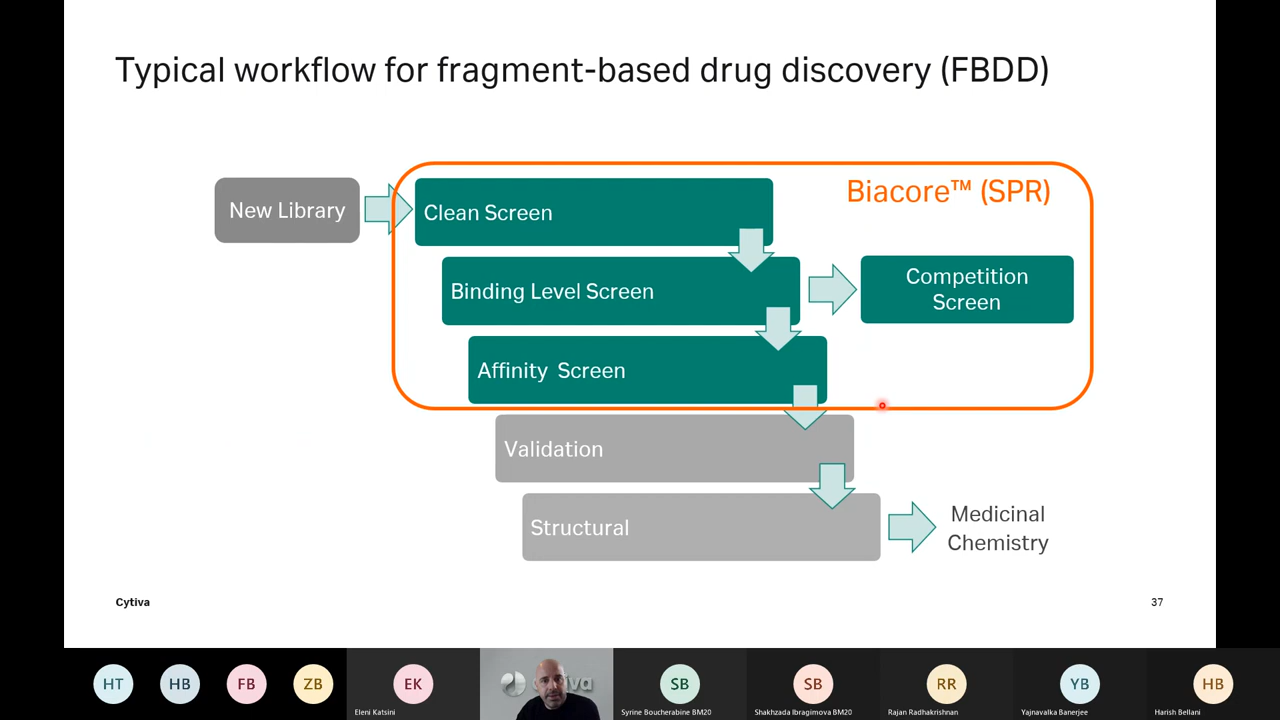 Typical workflow for fragment-based drug discovery (FBDD)
Biacore™ (SPR)
New Library
Clean Screen
Binding Level Screen
Competition
Screen
Affinity Screen
Validation
Structural
Medicinal
Chemistry
Cytiva
37
HT
HB
FB
ZB
EK
Eleni Katsini
SB
Syrine Boucherabine BM20
SB
Shakhzada Ibragimova BM20
RR
Rajan Radhakrishnan
YB
Yajnavalka Banerjee
HB
Harish Bellani